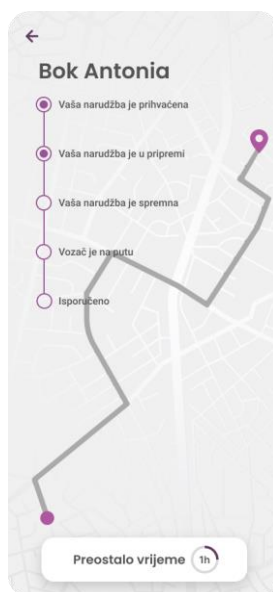 Bok Antonia
Vaša narudžba je prihvaćena
Vaša narudžba je u pripremi
Vaša narudžba je spremna
Vozač je na putu
Isporučeno
Preostalo vrijeme 1h